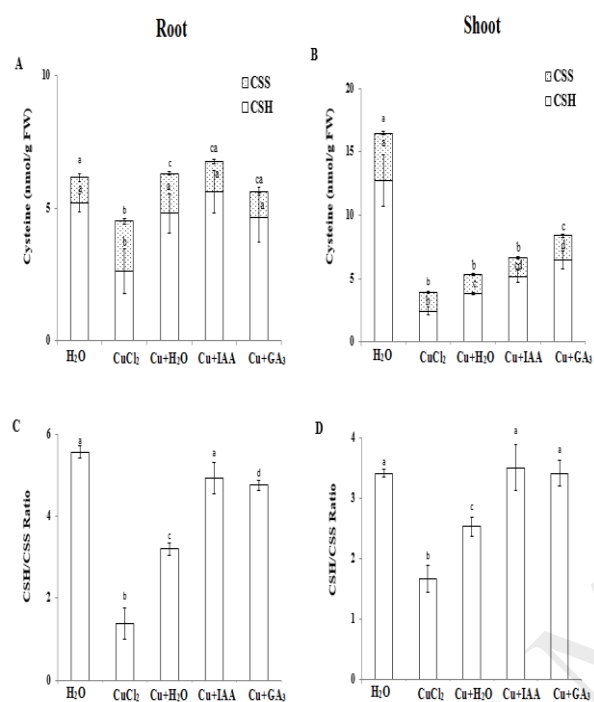 Root
Shoot
A
10
5
0
Cysteine (nmol/g FW)
CSS
CSH
a
a
b
b
c
a
ca
a
ca
a
H₂O CuCl₂ Cu+H₂O Cu+IAA Cu+GA₃
B
20
15
10
5
0
Cysteine (nmol/g FW)
CSS
CSH
a
a
b
b
b
c
b
c
d
H₂O CuCl₂ Cu+H₂O Cu+IAA Cu+GA₃
C
6
4
2
0
CSH/CSS Ratio
a
b
c
a
d
H₂O CuCl₂ Cu+H₂O Cu+IAA Cu+GA₃
D
4
3
2
1
0
CSH/CSS Ratio
a
b
c
a
a
H₂O CuCl₂ Cu+H₂O Cu+IAA Cu+GA₃